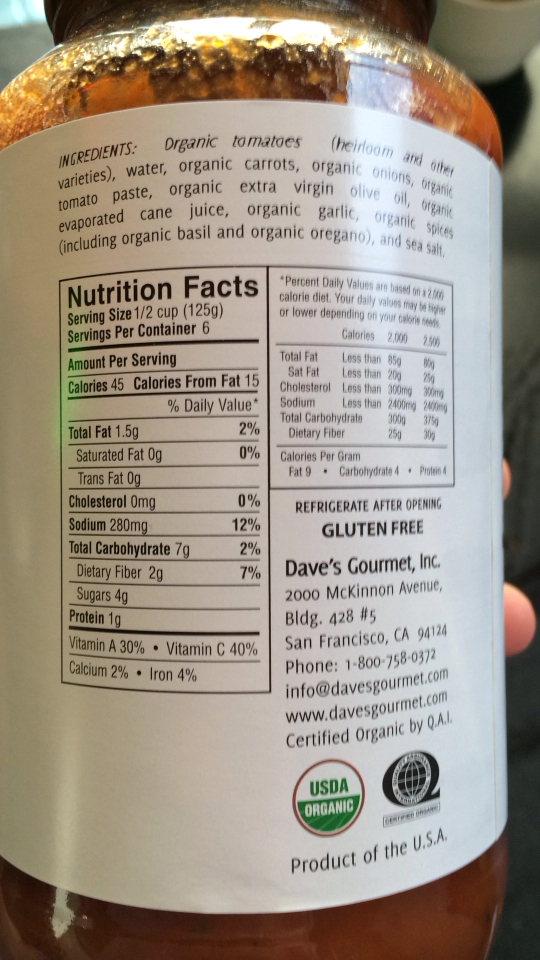 INGREDIENTS: Organic tomatoes (heirloom and other
varieties), water, organic carrots, organic onions, organic
tomato paste, organic extra virgin olive oil, organic
evaporated cane juice, organic garlic, organic spices
(including organic basil and organic oregano), and sea salt.
Nutrition Facts
Serving Size 1/2 cup (125g)
Servings Per Container 6
Amount Per Serving
Calories 45 Calories From Fat 15
% Daily Value*
Total Fat 1.5g 2%
Saturated Fat 0g 0%
Trans Fat 0g
Cholesterol 0mg 0%
Sodium 280mg 12%
Total Carbohydrate 7g 2%
Dietary Fiber 2g 7%
Sugars 4g
Protein 1g
Vitamin A 30% • Vitamin C 40%
Calcium 2% • Iron 4%
*Percent Daily Values are based on a 2,000
calorie diet. Your daily values may be higher
or lower depending on your calorie needs.
Calories 2,000 2,500
Total Fat Less than 65g 80g
Sat Fat Less than 20g 25g
Cholesterol Less than 300mg 300mg
Sodium Less than 2400mg 2400mg
Total Carbohydrate 300g 375g
Dietary Fiber 25g 30g
Calories Per Gram
Fat 9 • Carbohydrate 4 • Protein 4
REFRIGERATE AFTER OPENING
GLUTEN FREE
Dave's Gourmet, Inc.
2000 McKinnon Avenue,
Bldg. 428 #5
San Francisco, CA 94124
Phone: 1-800-758-0372
info@davesgourmet.com
www.davesgourmet.com
Certified Organic by Q.A.I.
USDA
ORGANIC
CERTIFIED ORGANIC
Product of the U.S.A.